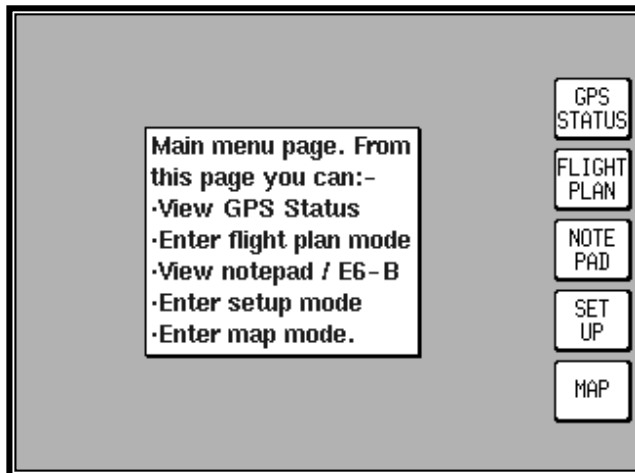 Main menu page. From
this page you can:-
·View GPS Status
·Enter flight plan mode
·View notepad / E6-B
·Enter setup mode
·Enter map mode.
GPS
STATUS
FLIGHT
PLAN
NOTE
PAD
SET
UP
MAP